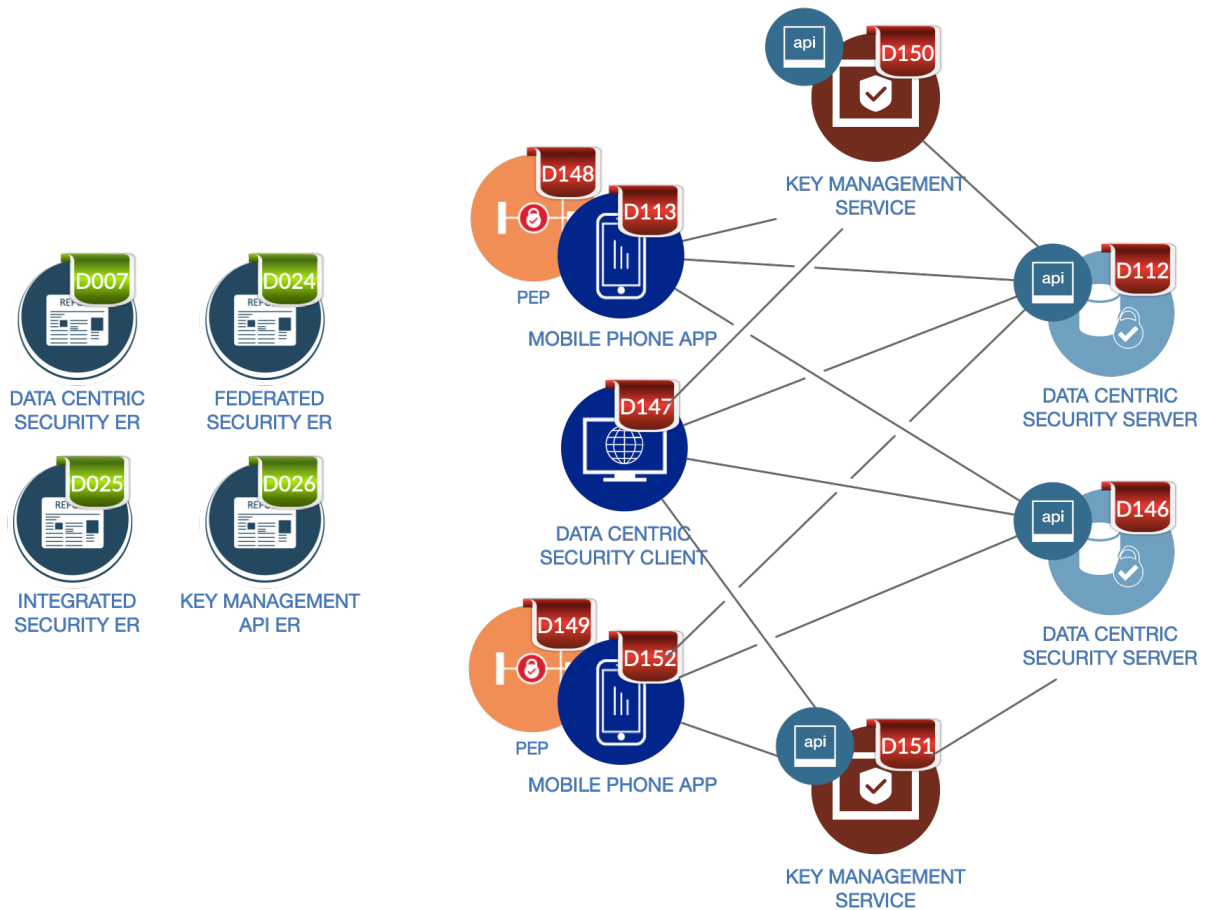 api
D150
KEY MANAGEMENT
SERVICE
D148
D113
PEP
MOBILE PHONE APP
api
D112
DATA CENTRIC
SECURITY SERVER
D007
DATA CENTRIC
SECURITY ER
D024
FEDERATED
SECURITY ER
D147
DATA CENTRIC
SECURITY CLIENT
D025
REPO
INTEGRATED
SECURITY ER
D026
KEY MANAGEMENT
API ER
api
D146
DATA CENTRIC
SECURITY SERVER
D149
D152
PEP
MOBILE PHONE APP
api
D151
KEY MANAGEMENT
SERVICE